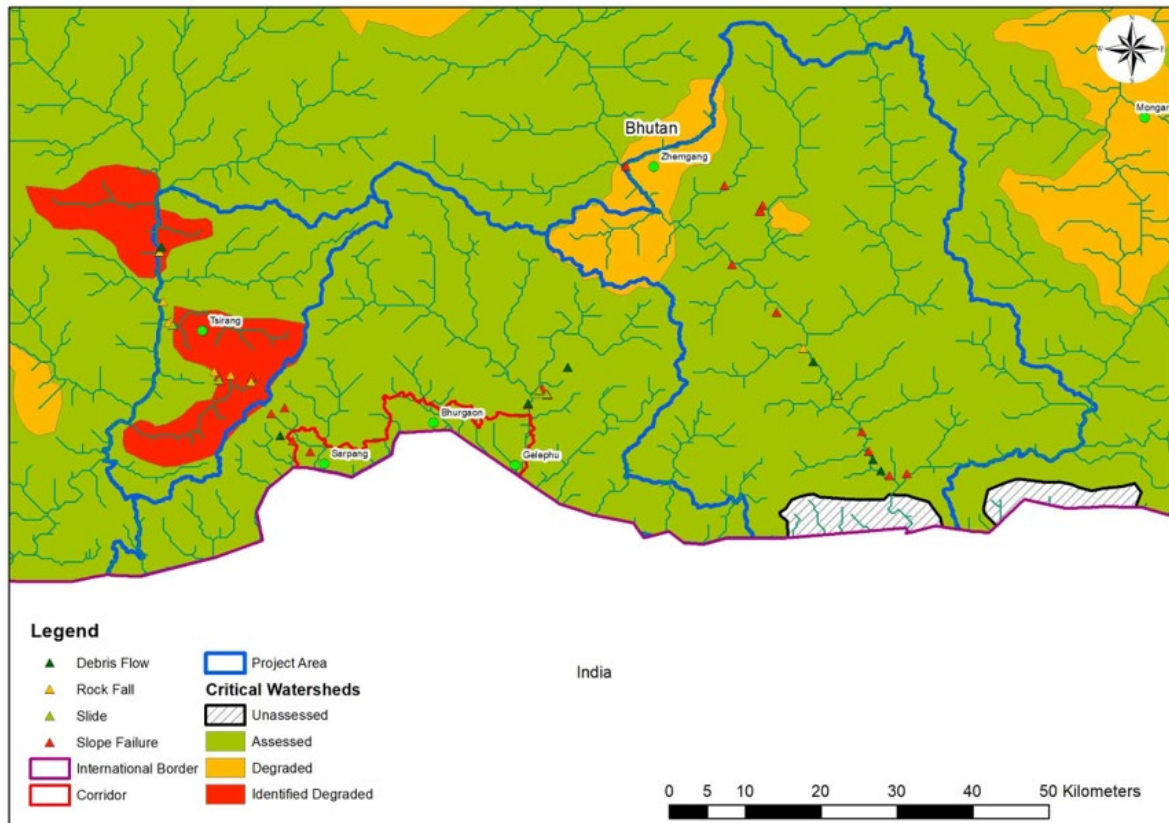 N
W E
S
Mongar
Bhutan
Zhemgang
Tsirang
Bhurgaon
Sarpang
Gelephu
India
Legend
Debris Flow
Rock Fall
Slide
Slope Failure
International Border
Corridor
Project Area
Critical Watersheds
Unassessed
Assessed
Degraded
Identified Degraded
0 5 10 20 30 40 50 Kilometers